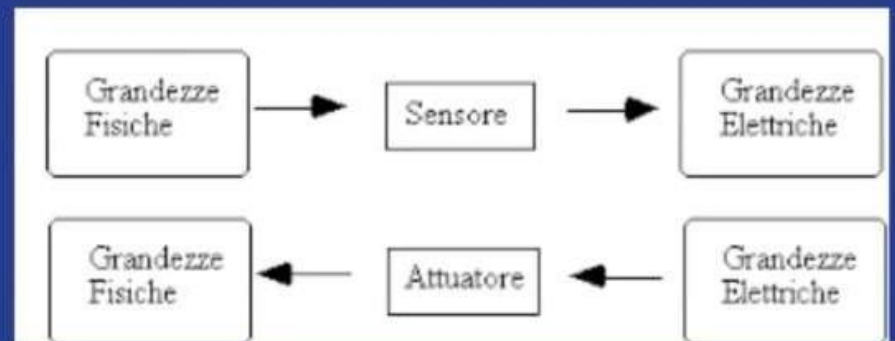 Grandezze
Fisiche
Sensore
Grandezze
Elettriche
Grandezze
Fisiche
Attuatore
Grandezze
Elettriche